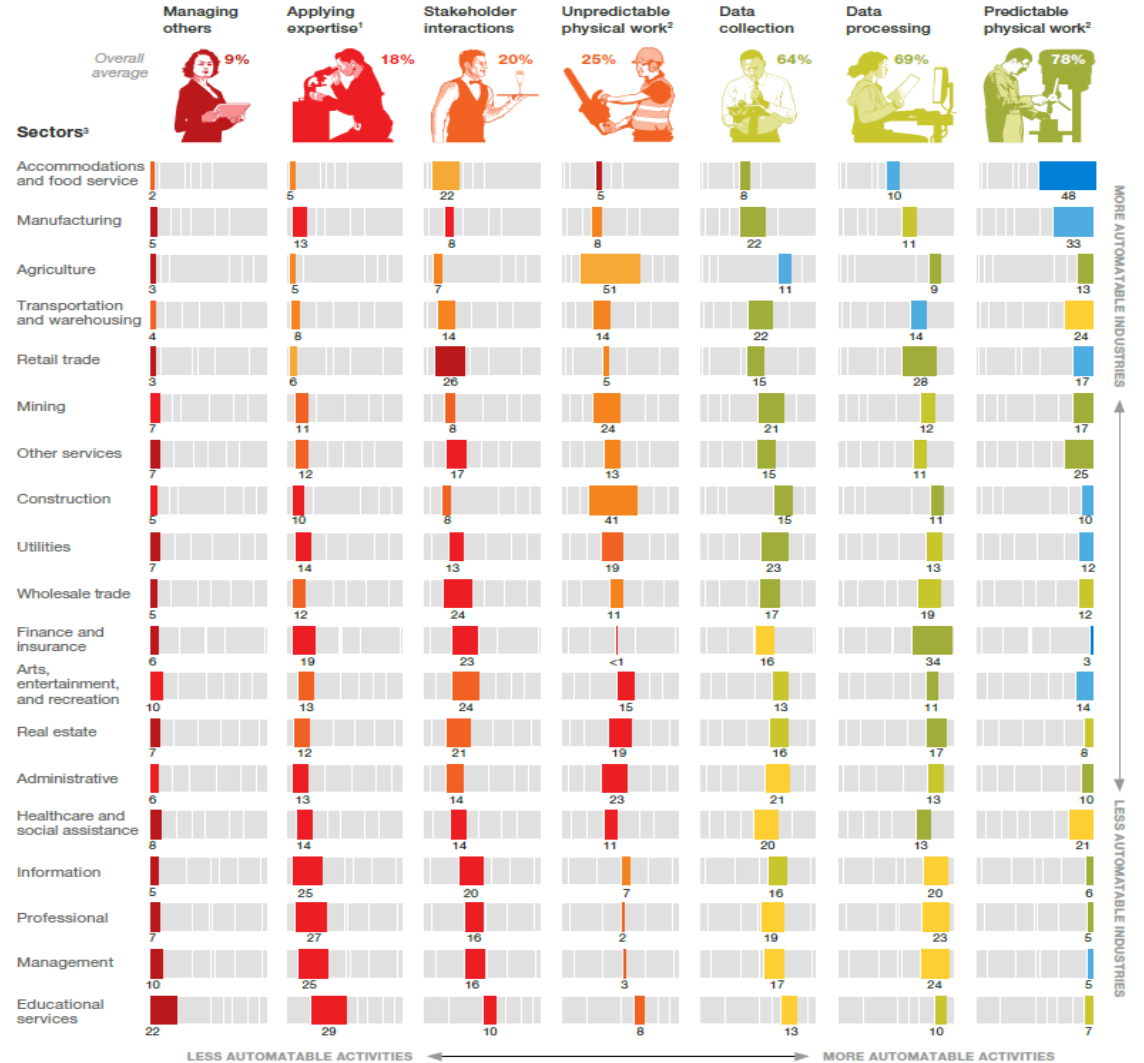 Managing others
Applying expertise¹
Stakeholder interactions
Unpredictable physical work²
Data collection
Data processing
Predictable physical work²
Overall average
9%
18%
20%
25%
64%
69%
78%
Sectors³
Accommodations and food service
2 5 22 5 8 10 48
Manufacturing
5 13 8 8 22 11 33
Agriculture
3 5 7 51 11 9 13
Transportation and warehousing
4 8 14 14 22 14 24
Retail trade
3 6 26 5 15 28 17
Mining
7 11 8 24 21 12 17
Other services
7 12 17 13 15 11 25
Construction
5 10 8 41 15 11 10
Utilities
7 14 13 19 23 13 12
Wholesale trade
5 12 24 11 17 19 12
Finance and insurance
6 19 23 <1 16 34 3
Arts, entertainment, and recreation
10 13 24 15 13 11 14
Real estate
7 12 21 19 16 17 8
Administrative
6 13 14 23 21 13 10
Healthcare and social assistance
8 14 14 11 20 13 21
Information
5 25 20 7 16 20 6
Professional
7 27 16 2 19 23 5
Management
10 25 16 3 17 24 5
Educational services
22 29 10 8 13 10 7
MORE AUTOMATABLE INDUSTRIES
LESS AUTOMATABLE INDUSTRIES
LESS AUTOMATABLE ACTIVITIES
MORE AUTOMATABLE ACTIVITIES